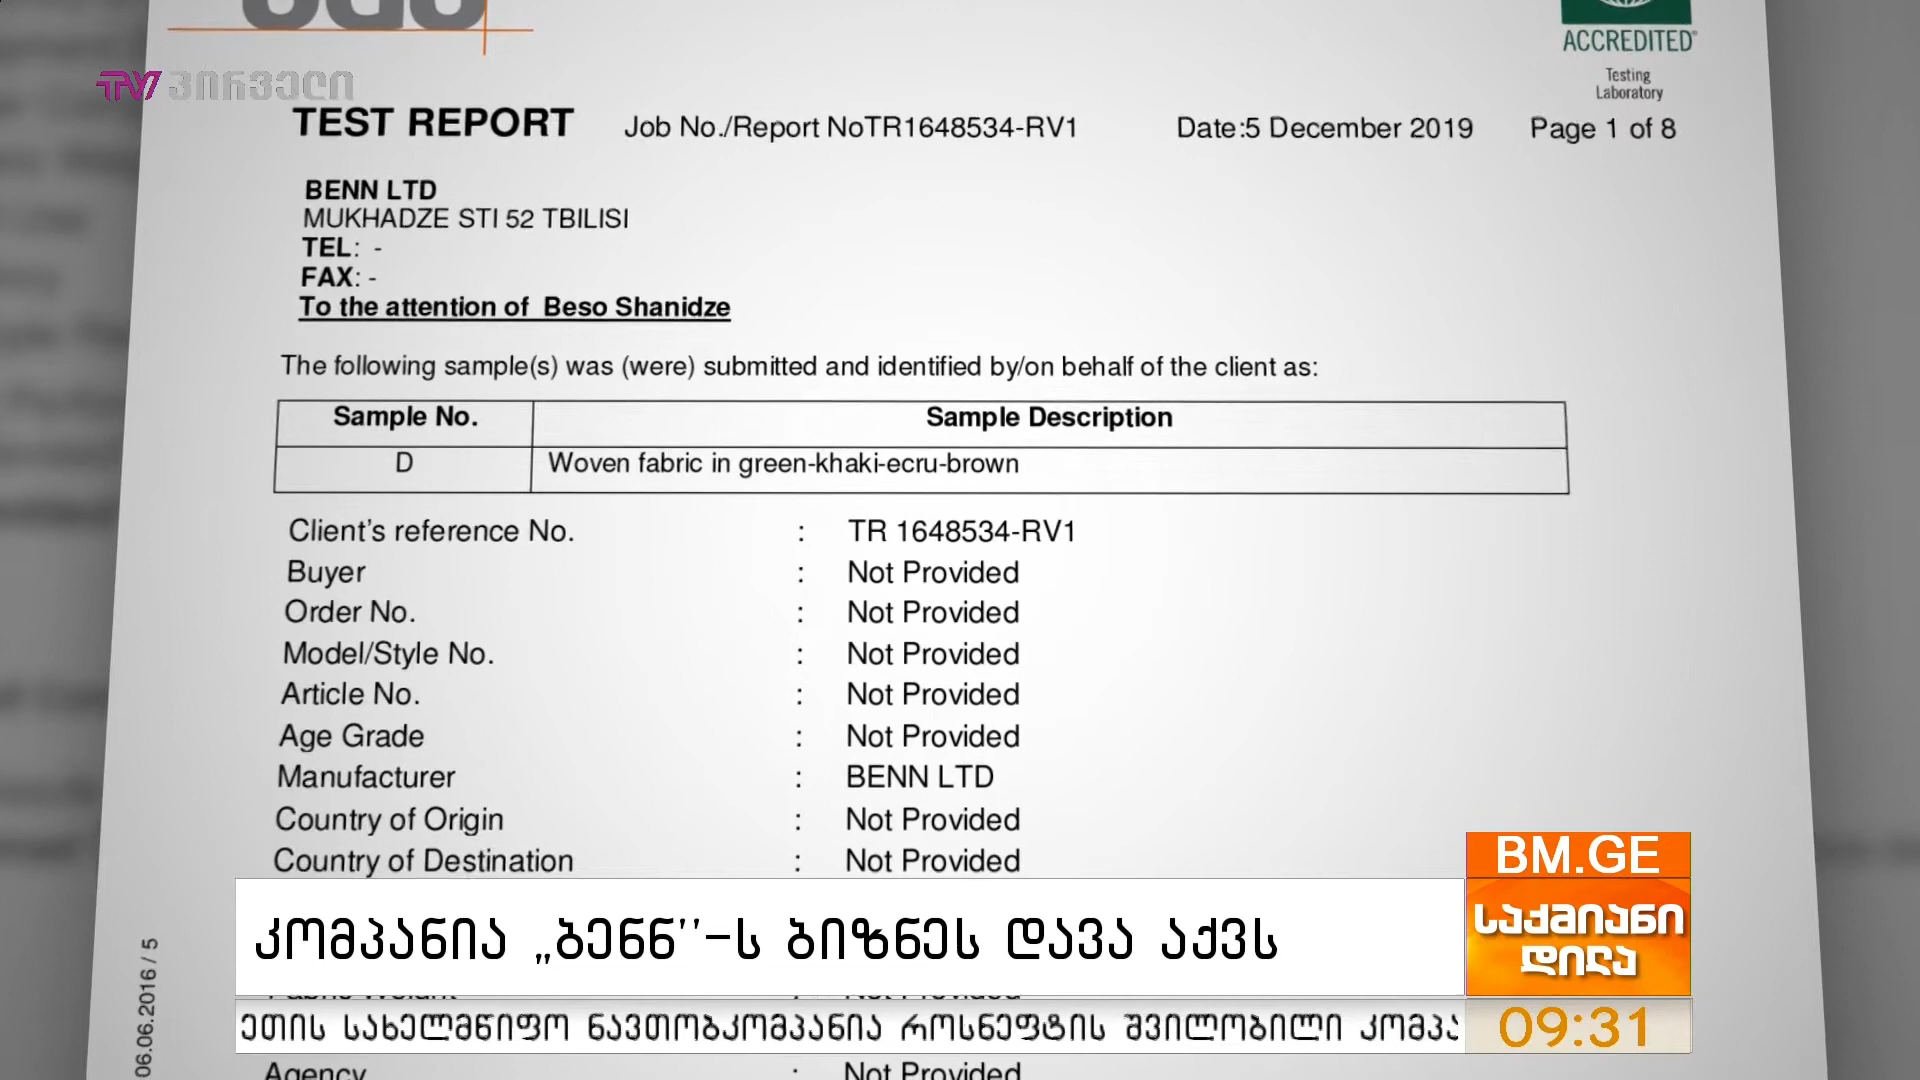 ACCREDITED
Testing
Laboratory
TV პირველი
TEST REPORT Job No./Report NoTR1648534-RV1 Date:5 December 2019 Page 1 of 8
BENN LTD
MUKHADZE STI 52 TBILISI
TEL: -
FAX: -
To the attention of Beso Shanidze
The following sample(s) was (were) submitted and identified by/on behalf of the client as:
Sample No. Sample Description
D Woven fabric in green-khaki-ecru-brown
Client's reference No. : TR 1648534-RV1
Buyer : Not Provided
Order No. : Not Provided
Model/Style No. : Not Provided
Article No. : Not Provided
Age Grade : Not Provided
Manufacturer : BENN LTD
Country of Origin : Not Provided
Country of Destination : Not Provided
BM.GE
საქმიანი
დილა
კომპანია „ბენნ''-ს ბიზნეს დავა აქვს
06.06.2016 / 5
ეთის სახელმწიფო ნავთობკომპანია როსნეფტის შვილობილი კომპა
09:31
Agency : Not Provided